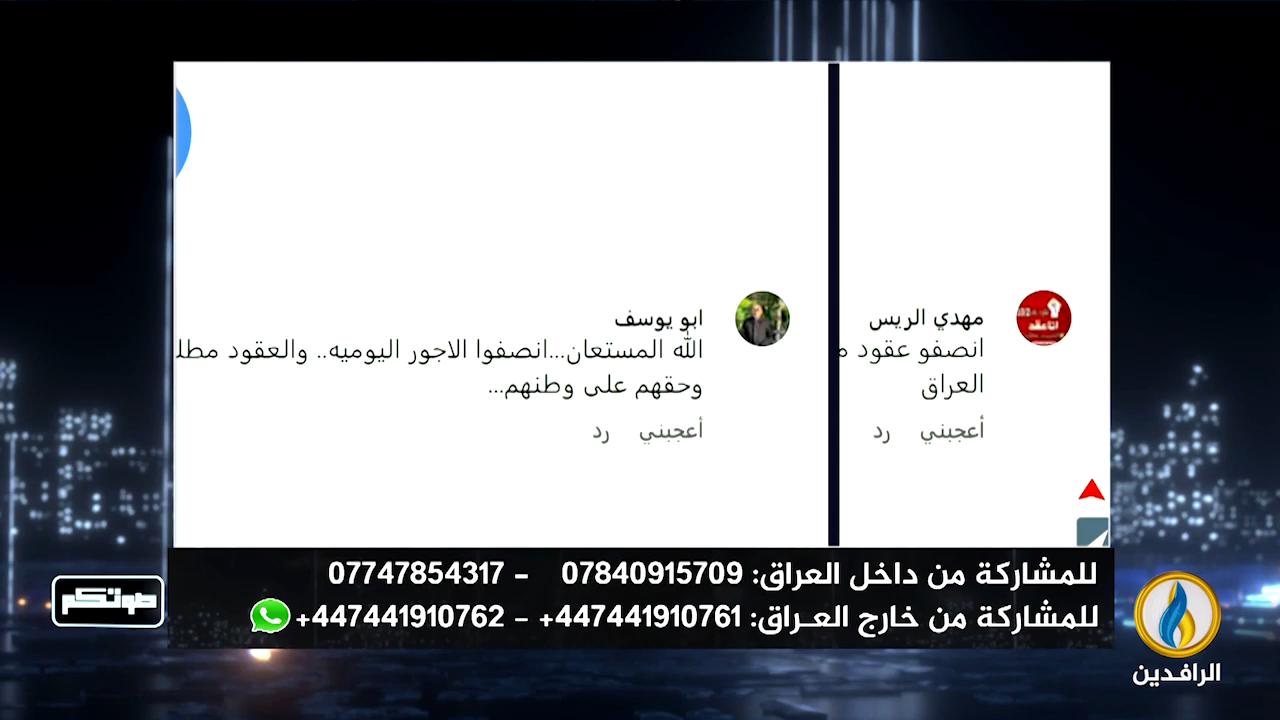 مهدي الريس
انصفو عقود
العراق
أعجبني رد
ابو يوسف
الله المستعان...انصفوا الاجور اليوميه.. والعقود
وحقهم على وطنهم...
أعجبني رد
للمشاركة من داخل العراق: 07840915709 - 07747854317
للمشاركة من خارج العراق: 447441910761+ - 447441910762+
صوتكم
الرافدين